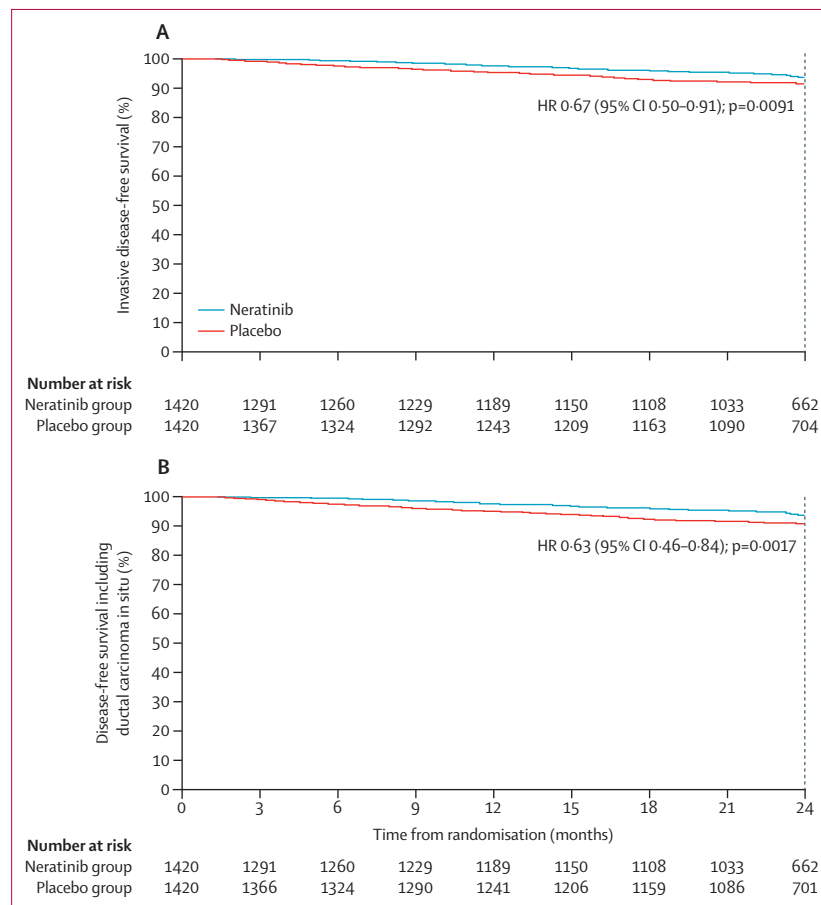 A
Invasive disease-free survival (%)
100
90
80
70
60
50
40
30
20
10
0
HR 0·67 (95% CI 0·50–0·91); p=0·0091
Neratinib
Placebo
Number at risk
Neratinib group 1420 1291 1260 1229 1189 1150 1108 1033 662
Placebo group 1420 1367 1324 1292 1243 1209 1163 1090 704
B
Disease-free survival including
ductal carcinoma in situ (%)
100
90
80
70
60
50
40
30
20
10
0
HR 0·63 (95% CI 0·46–0·84); p=0·0017
0 3 6 9 12 15 18 21 24
Time from randomisation (months)
Number at risk
Neratinib group 1420 1291 1260 1229 1189 1150 1108 1033 662
Placebo group 1420 1366 1324 1290 1241 1206 1159 1086 701